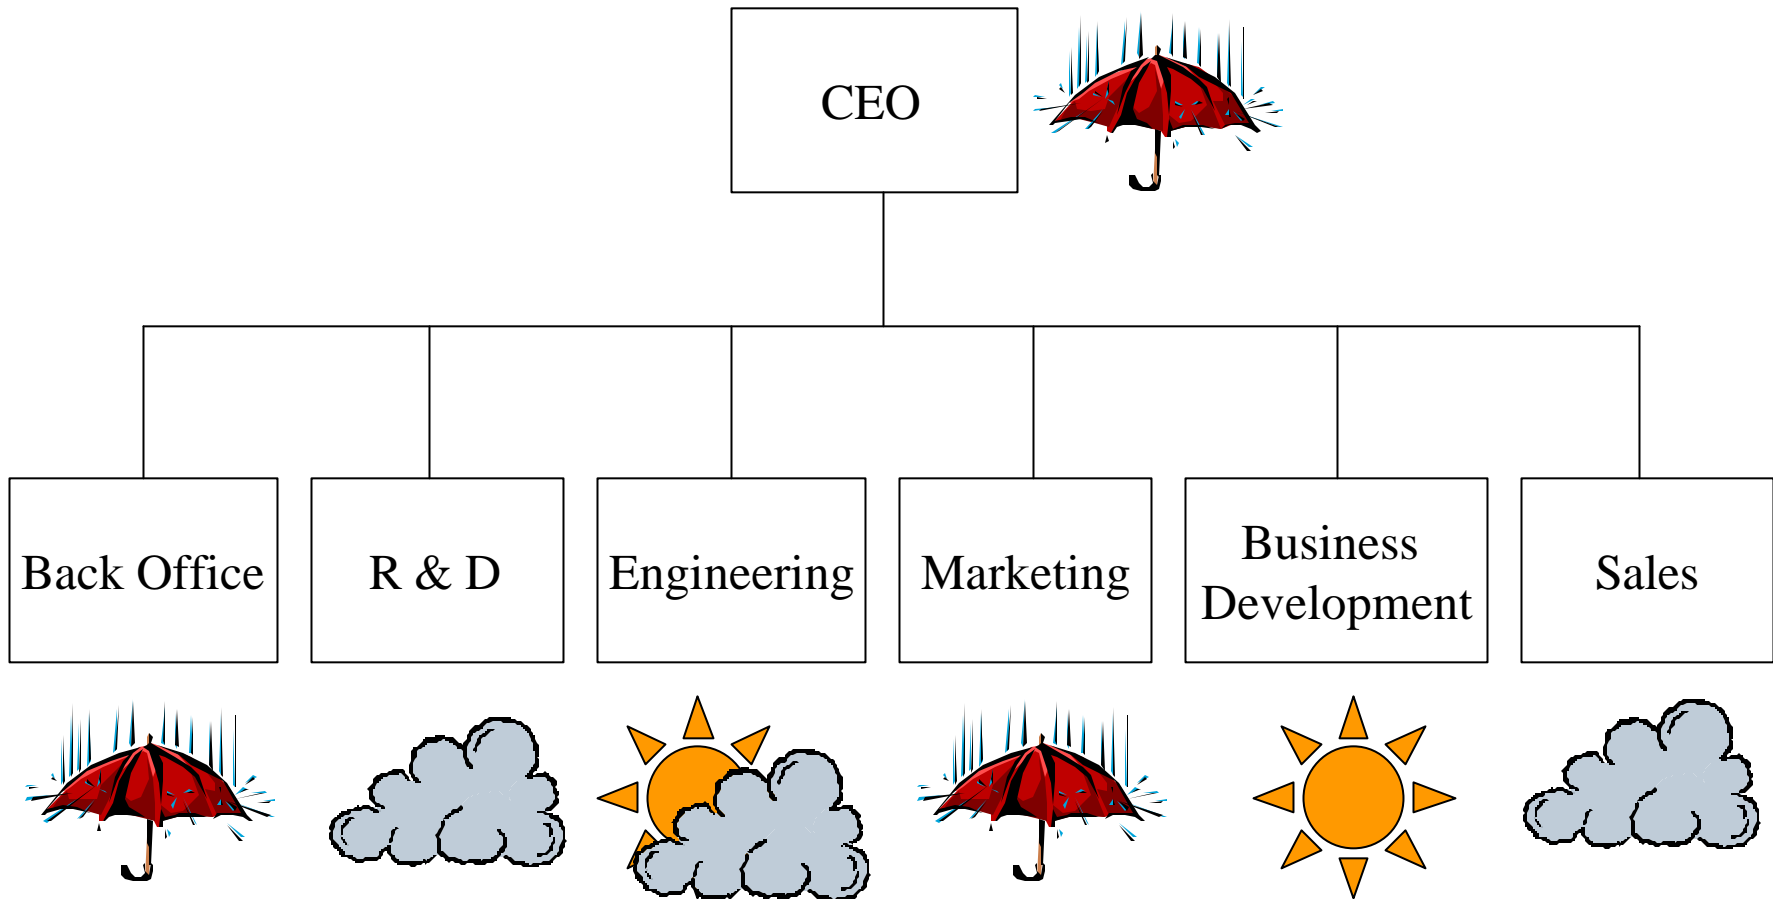 CEO
Back Office
R & D
Engineering
Marketing
Business
Development
Sales